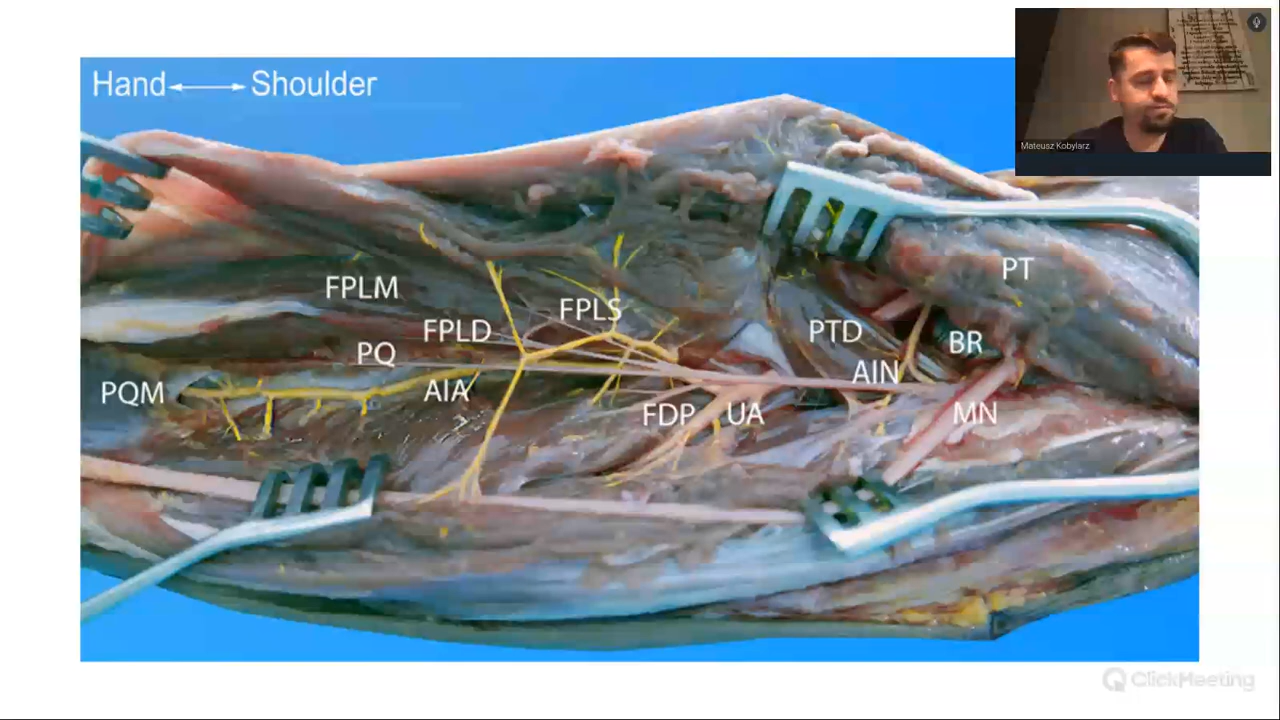 Hand Shoulder
Mateusz Kobylarz
PT
FPLM
FPLS
FPLD
PTD
BR
PQ
AIN
PQM
AIA
FDP
UA
MN
ClickMeeting